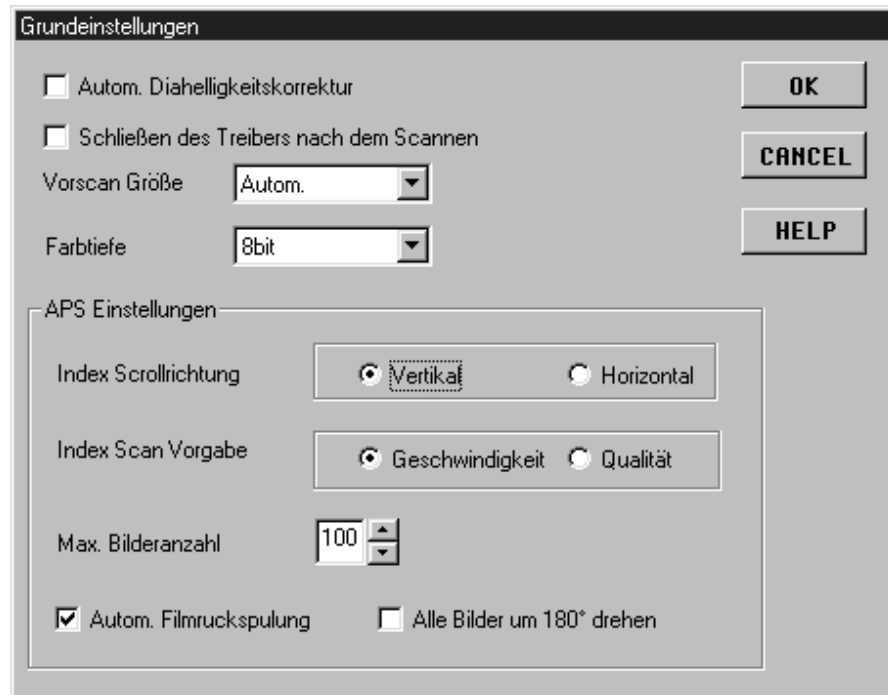 Grundeinstellungen
Autom. Diahelligkeitskorrektur
OK
Schließen des Treibers nach dem Scannen
CANCEL
Vorscan Größe
Autom.
HELP
Farbtiefe
8bit
APS Einstellungen
Index Scrollrichtung
Vertikal
Horizontal
Index Scan Vorgabe
Geschwindigkeit
Qualität
Max. Bilderanzahl
100
Autom. Filmruckspulung
Alle Bilder um 180° drehen